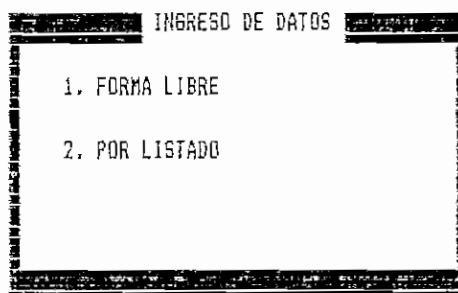 INGRESO DE DATOS
1. FORMA LIBRE
2. POR LISTADO